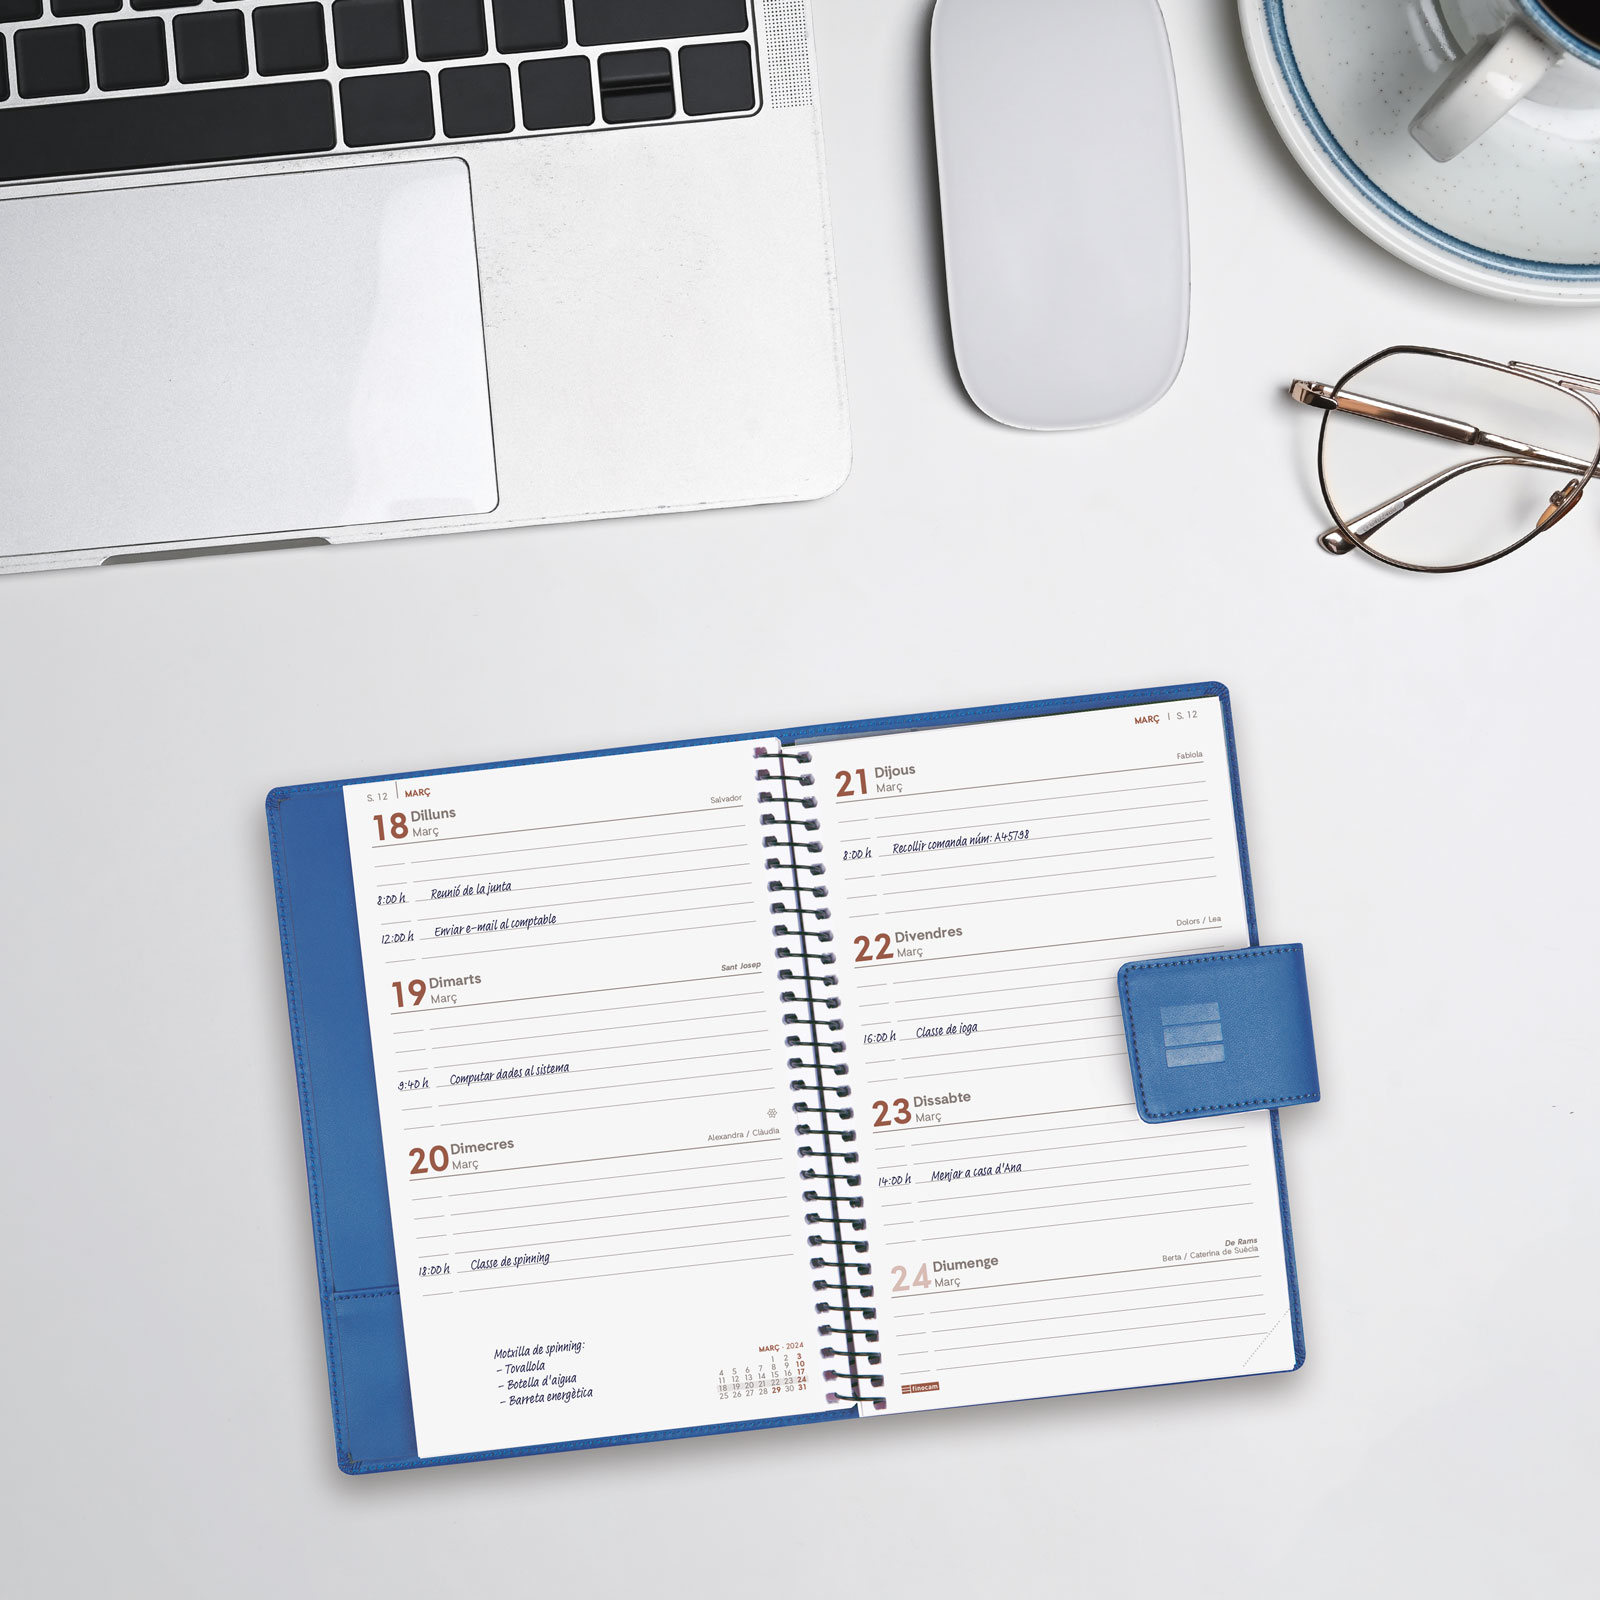 S. 12 | MARÇ
18 Dilluns
Març
Salvador
8:00 h Reunió de la junta
12:00 h Enviar e-mail al comptable
19 Dimarts
Març
Sant Josep
9:40 h Computar dades al sistema
20 Dimecres
Març
Alexandra / Clàudia
18:00 h Classe de spinning
Motxilla de spinning:
- Tovallola
- Botella d'aigua
- Barreta energètica
MARÇ - 2024
1 2 3
4 5 6 7 8 9 10
11 12 13 14 15 16 17
18 19 20 21 22 23 24
25 26 27 28 29 30 31
MARÇ | S. 12
21 Dijous
Març
Fabiola
8:00 h Recollir comanda núm: A45798
22 Divendres
Març
Dolors / Lea
16:00 h Classe de ioga
23 Dissabte
Març
14:00 h Menjar a casa d'Ana
24 Diumenge
Març
De Rams
Berta / Caterina de Suècia
finocam